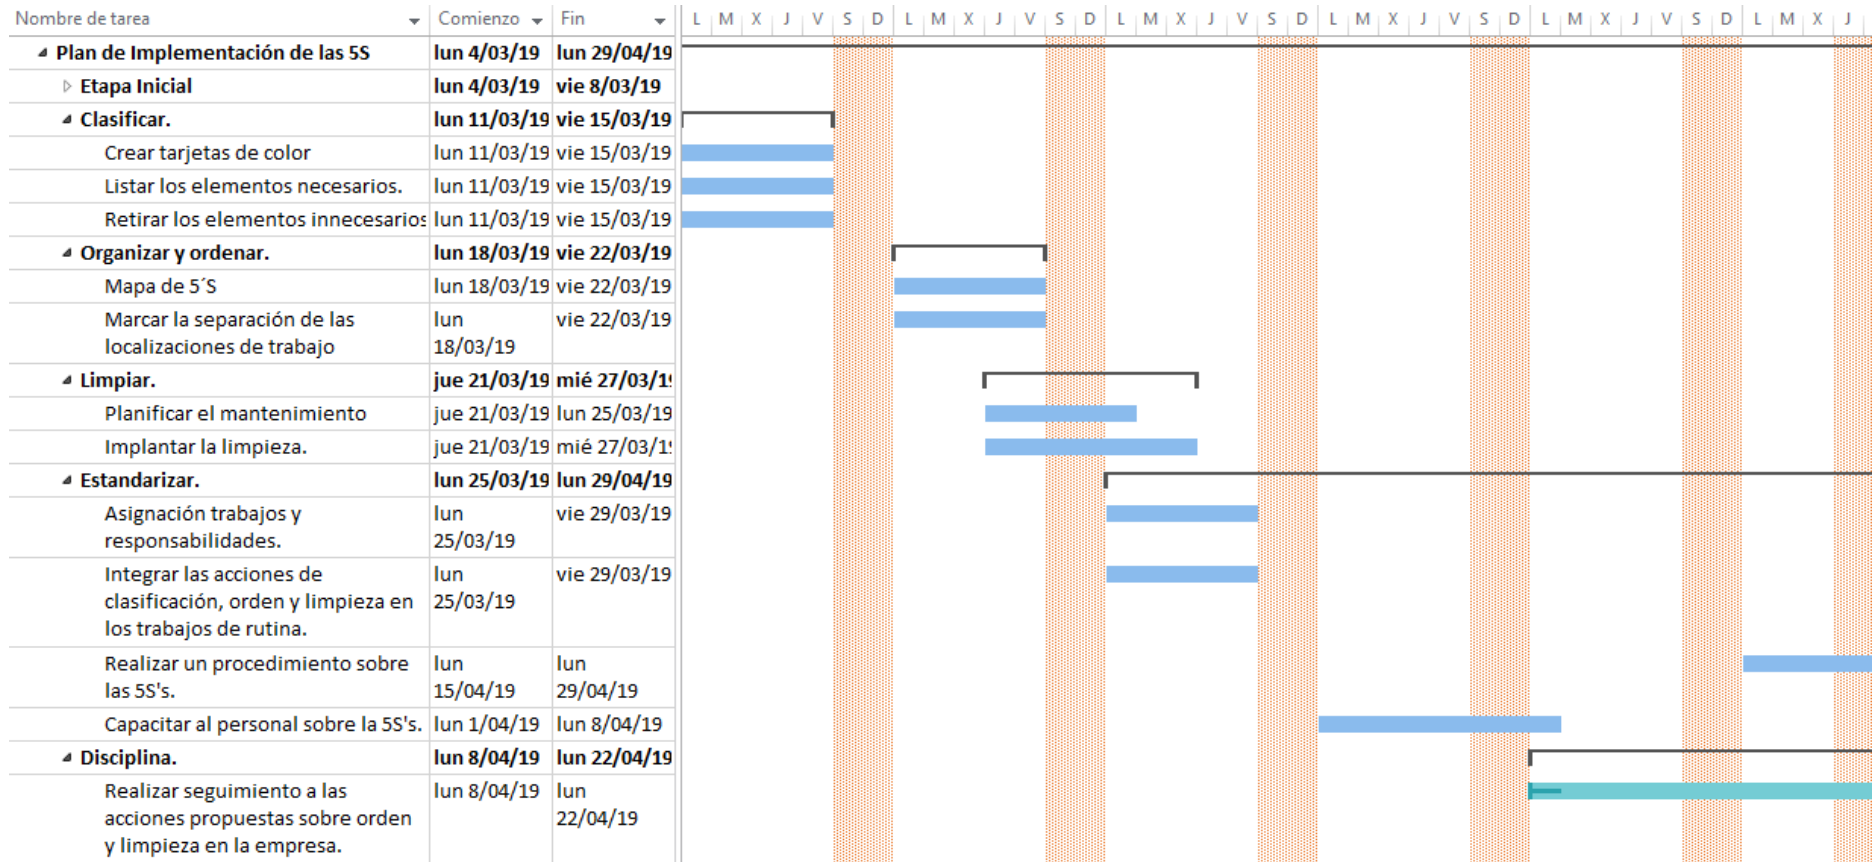 Nombre de tarea Comienzo Fin L M X J V S D L M X J V S D L M X J V S D L M X J V S D L M X J V S D L M X J
Plan de Implementación de las 5S lun 4/03/19 lun 29/04/19
Etapa Inicial lun 4/03/19 vie 8/03/19
Clasificar. lun 11/03/19 vie 15/03/19
Crear tarjetas de color lun 11/03/19 vie 15/03/19
Listar los elementos necesarios. lun 11/03/19 vie 15/03/19
Retirar los elementos innecesarios lun 11/03/19 vie 15/03/19
Organizar y ordenar. lun 18/03/19 vie 22/03/19
Mapa de 5´S lun 18/03/19 vie 22/03/19
Marcar la separación de las lun vie 22/03/19
localizaciones de trabajo 18/03/19
Limpiar. jue 21/03/19 mié 27/03/19
Planificar el mantenimiento jue 21/03/19 lun 25/03/19
Implantar la limpieza. jue 21/03/19 mié 27/03/19
Estandarizar. lun 25/03/19 lun 29/04/19
Asignación trabajos y lun vie 29/03/19
responsabilidades. 25/03/19
Integrar las acciones de lun vie 29/03/19
clasificación, orden y limpieza en 25/03/19
los trabajos de rutina.
Realizar un procedimiento sobre lun lun
las 5S's. 15/04/19 29/04/19
Capacitar al personal sobre la 5S's. lun 1/04/19 lun 8/04/19
Disciplina. lun 8/04/19 lun 22/04/19
Realizar seguimiento a las lun 8/04/19 lun
acciones propuestas sobre orden 22/04/19
y limpieza en la empresa.